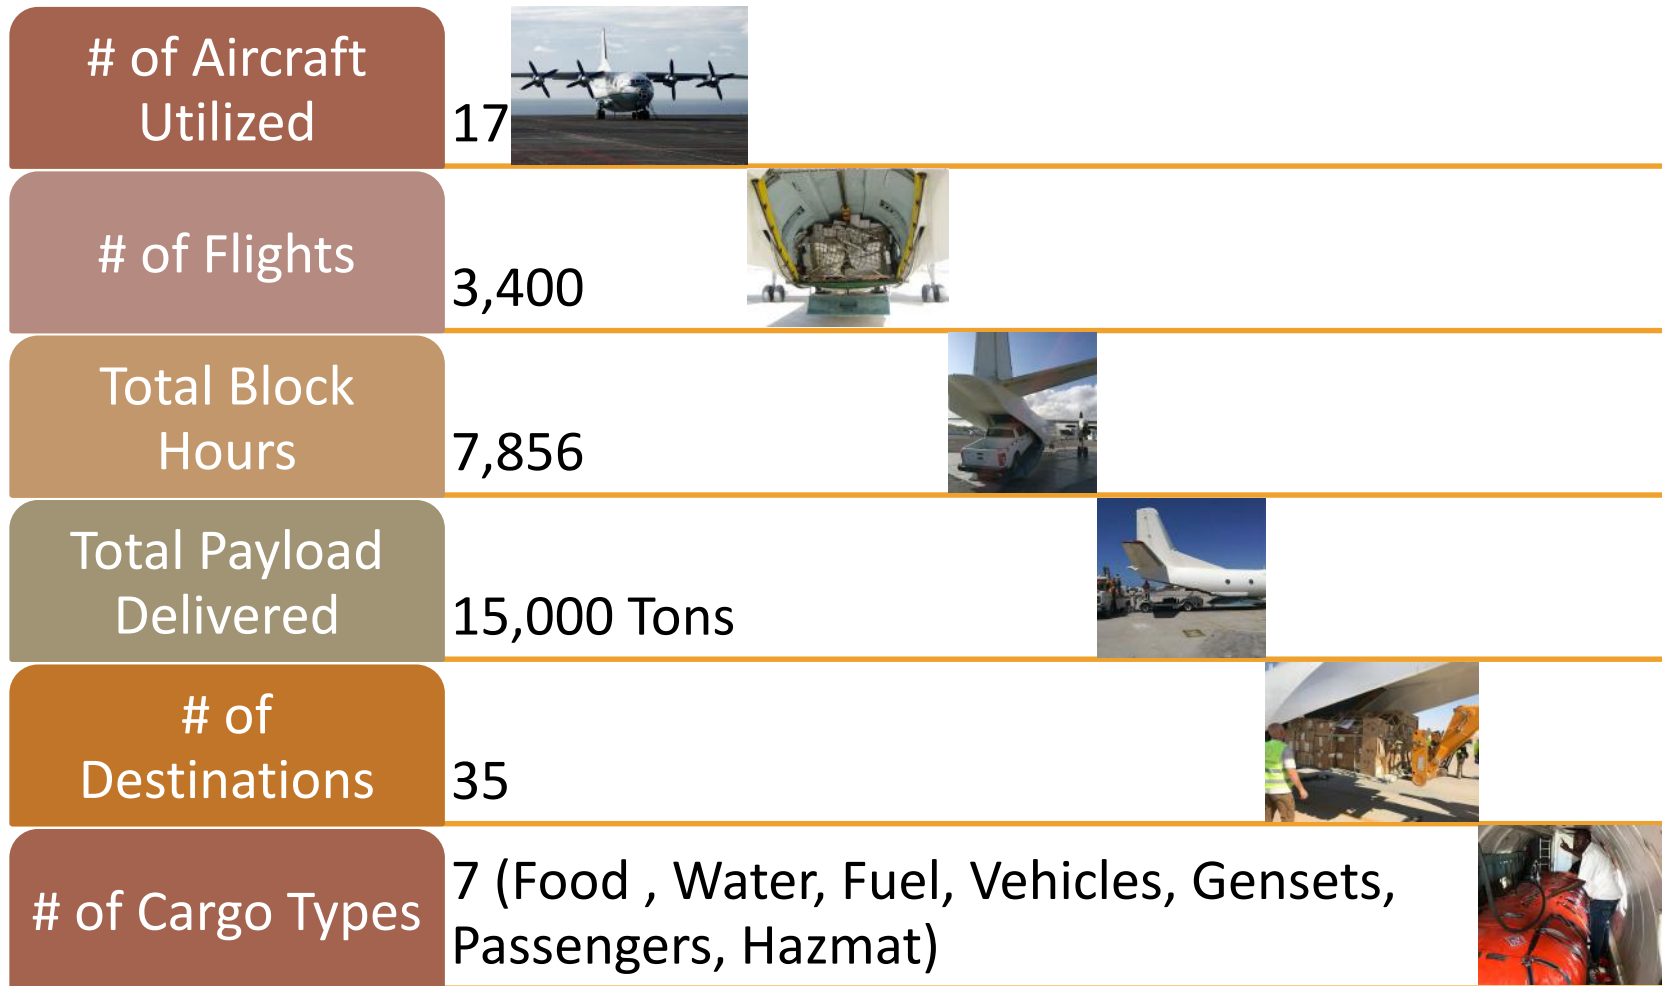 # of Aircraft
Utilized
17
# of Flights
3,400
Total Block
Hours
7,856
Total Payload
Delivered
15,000 Tons
# of
Destinations
35
# of Cargo Types
7 (Food , Water, Fuel, Vehicles, Gensets,
Passengers, Hazmat)